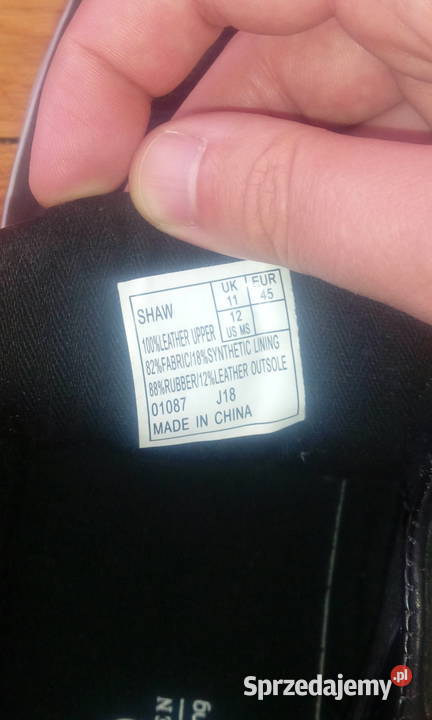 SHAW
UK EUR
11 45
12
US MS
100%LEATHER UPPER
82%FABRIC/18%SYNTHETIC LINING
88%RUBBER/12%LEATHER OUTSOLE
01087 J18
MADE IN CHINA
Sprzedajemy.pl